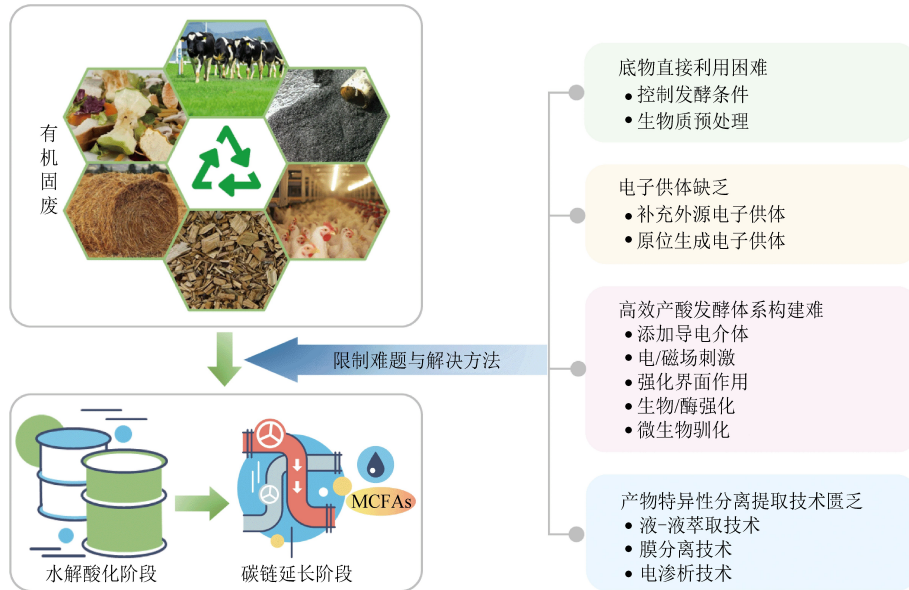 有机固废
限制难题与解决方法
MCFAs
水解酸化阶段
碳链延长阶段
底物直接利用困难
• 控制发酵条件
• 生物质预处理
电子供体缺乏
• 补充外源电子供体
• 原位生成电子供体
高效产酸发酵体系构建难
• 添加导电介体
• 电/磁场刺激
• 强化界面作用
• 生物/酶强化
• 微生物驯化
产物特异性分离提取技术匮乏
• 液-液萃取技术
• 膜分离技术
• 电渗析技术